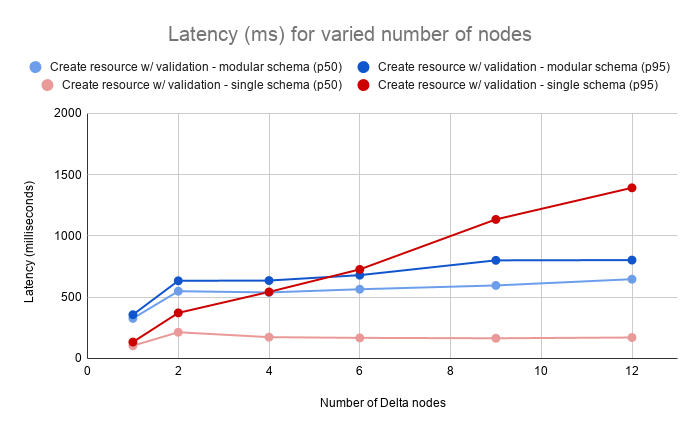 Latency (ms) for varied number of nodes
Create resource w/ validation - modular schema (p50) Create resource w/ validation - modular schema (p95)
Create resource w/ validation - single schema (p50) Create resource w/ validation - single schema (p95)
2000
1500
1000
500
0
Latency (milliseconds)
0 2 4 6 8 10 12
Number of Delta nodes